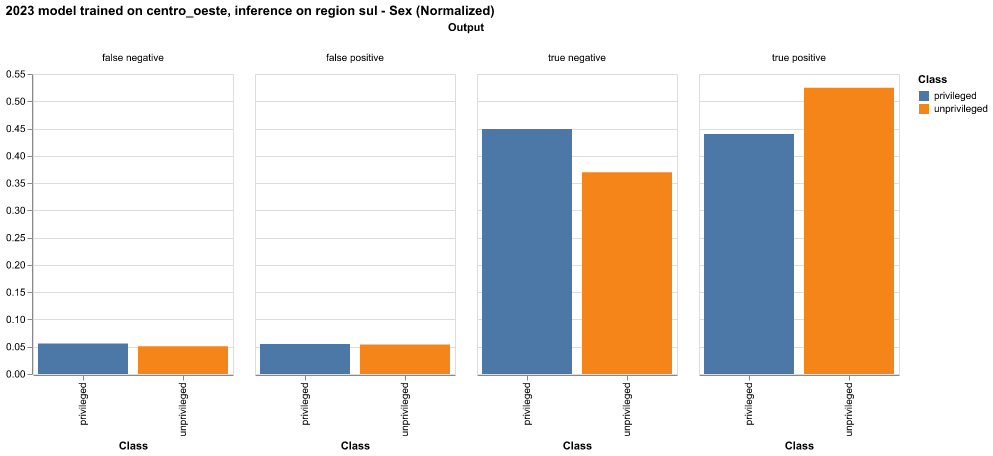 2023 model trained on centro_oeste, inference on region sul - Sex (Normalized)
Output
false negative
false positive
true negative
true positive
0.55
0.50
0.45
0.40
0.35
0.30
0.25
0.20
0.15
0.10
0.05
0.00
privileged
unprivileged
privileged
unprivileged
privileged
unprivileged
privileged
unprivileged
Class
Class
Class
Class
Class
privileged
unprivileged